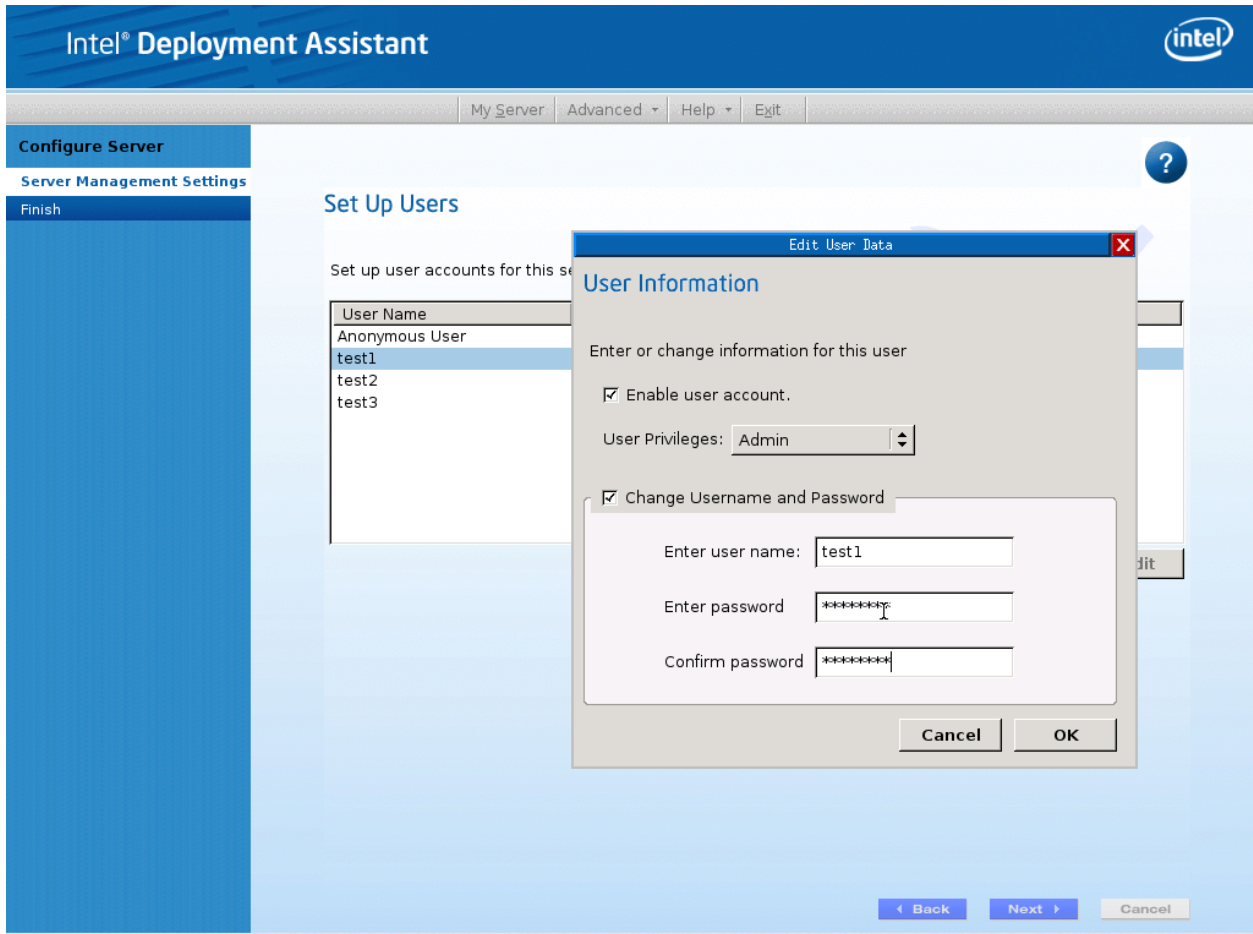 Intel® Deployment Assistant
intel
My Server Advanced Help Exit
Configure Server
Server Management Settings
Finish
?
Set Up Users
Set up user accounts for this se
User Name
Anonymous User
test1
test2
test3
dit
Edit User Data
X
User Information
Enter or change information for this user
Enable user account.
User Privileges: Admin
Change Username and Password
Enter user name: test1
Enter password ********
Confirm password ********
Cancel OK
Back Next Cancel